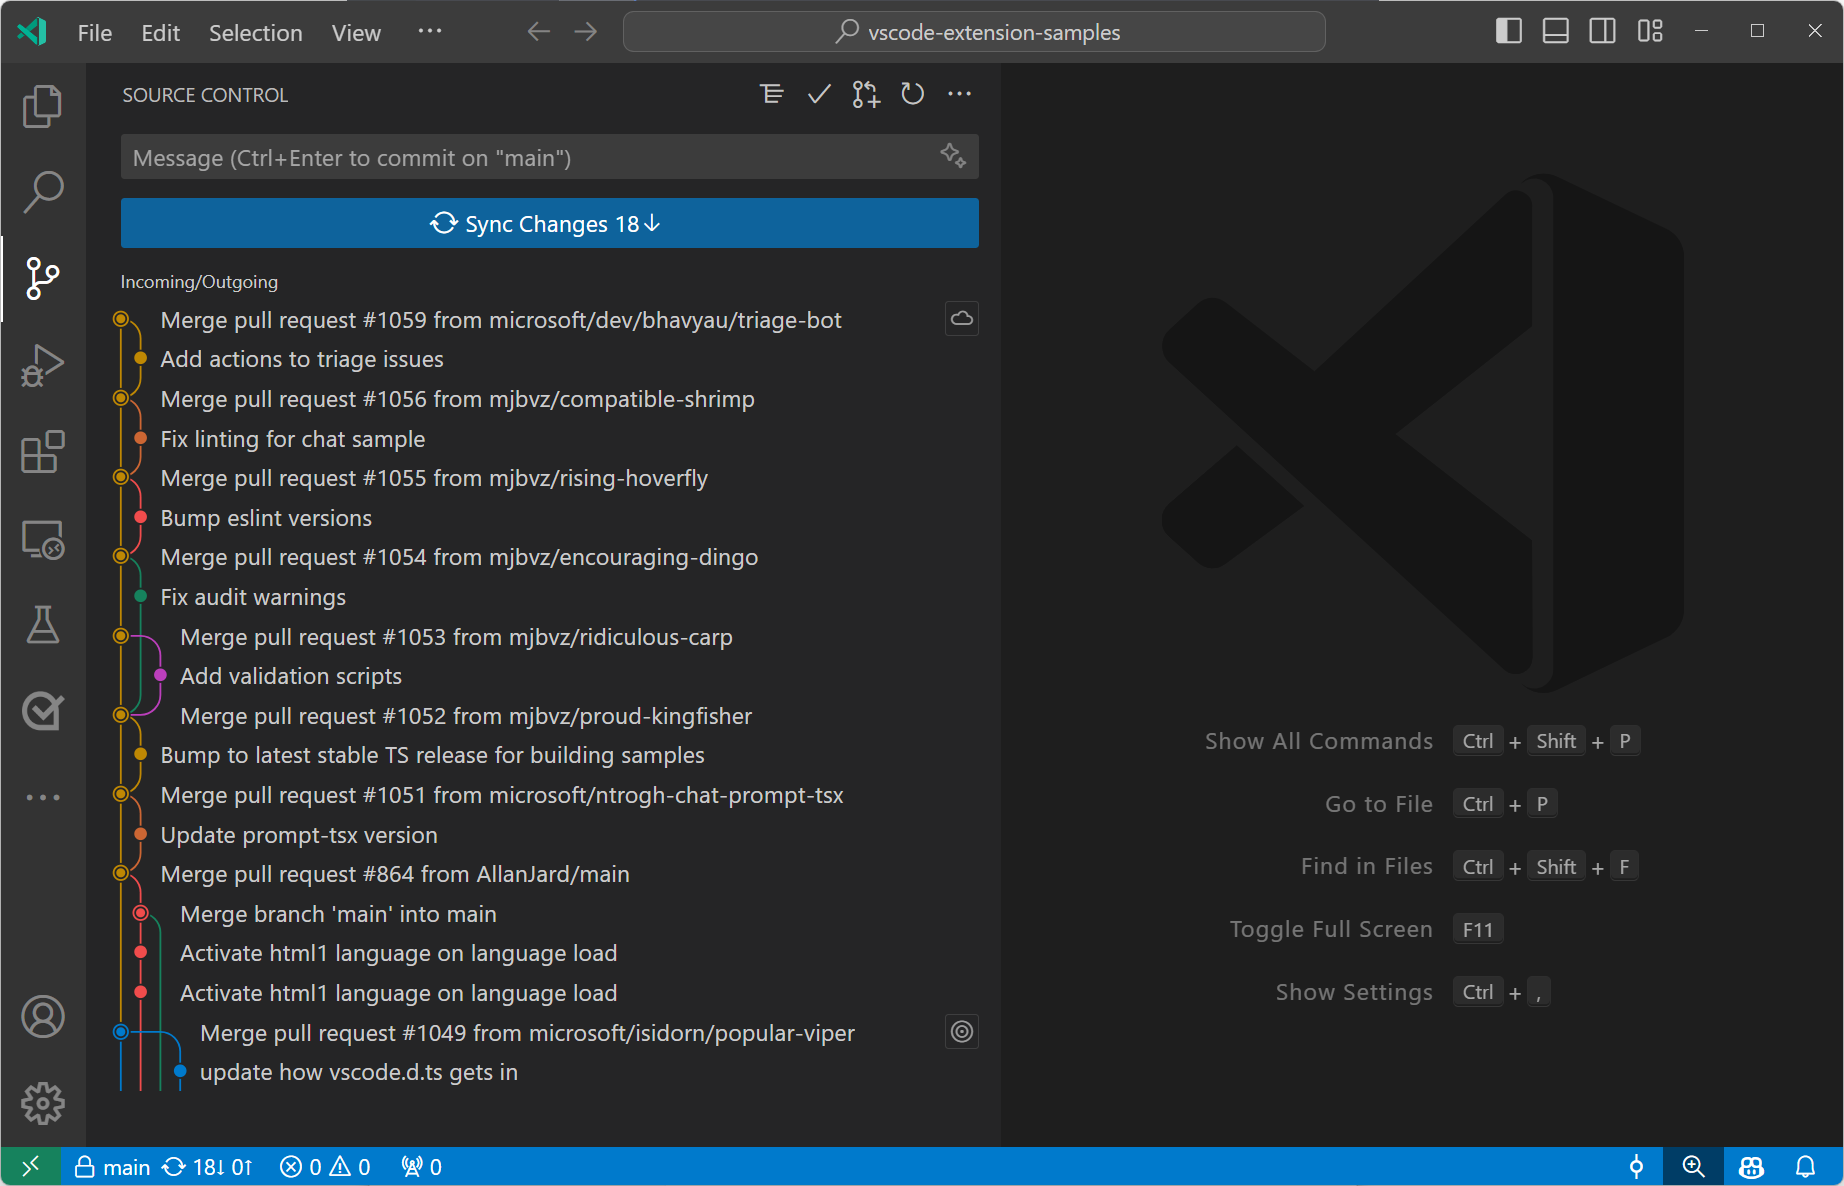 File Edit Selection View ··· vscode-extension-samples
SOURCE CONTROL
Message (Ctrl+Enter to commit on "main")
Sync Changes 18↓
Incoming/Outgoing
Merge pull request #1059 from microsoft/dev/bhavyau/triage-bot
Add actions to triage issues
Merge pull request #1056 from mjbvz/compatible-shrimp
Fix linting for chat sample
Merge pull request #1055 from mjbvz/rising-hoverfly
Bump eslint versions
Merge pull request #1054 from mjbvz/encouraging-dingo
Fix audit warnings
Merge pull request #1053 from mjbvz/ridiculous-carp
Add validation scripts
Merge pull request #1052 from mjbvz/proud-kingfisher
Bump to latest stable TS release for building samples
Merge pull request #1051 from microsoft/ntrogh-chat-prompt-tsx
Update prompt-tsx version
Merge pull request #864 from AllanJard/main
Merge branch 'main' into main
Activate html1 language on language load
Activate html1 language on language load
Merge pull request #1049 from microsoft/isidorn/popular-viper
update how vscode.d.ts gets in
Show All Commands Ctrl + Shift + P
Go to File Ctrl + P
Find in Files Ctrl + Shift + F
Toggle Full Screen F11
Show Settings Ctrl + ,
main 18↓ 0↑ 0 0 0